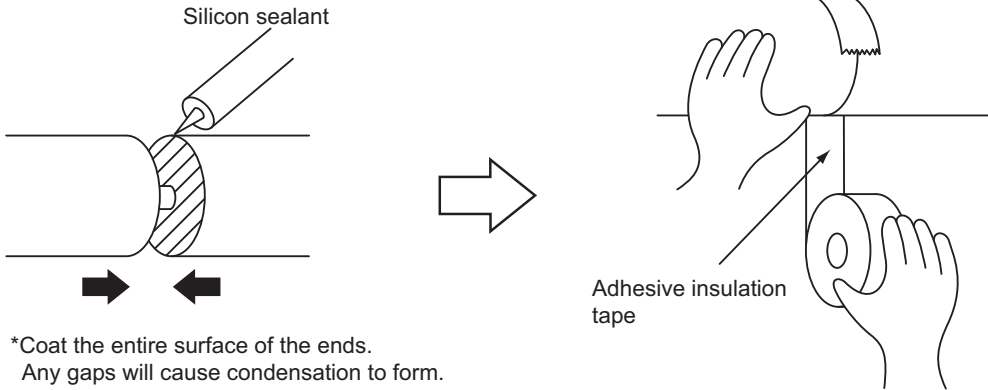 Silicon sealant
Adhesive insulation
tape
*Coat the entire surface of the ends.
Any gaps will cause condensation to form.